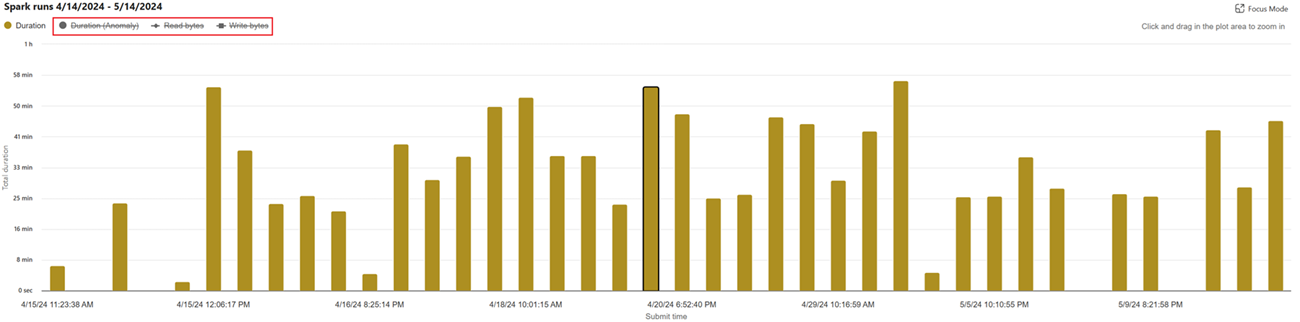 Spark runs 4/14/2024 - 5/14/2024
Focus Mode
Duration Duration (Anomaly) Read bytes Write bytes
Click and drag in the plot area to zoom in
Total duration
1 h
58 min
50 min
41 min
33 min
25 min
16 min
8 min
0 sec
4/15/24 11:23:38 AM 4/15/24 12:06:17 PM 4/16/24 8:25:14 PM 4/18/24 10:01:15 AM 4/20/24 6:52:40 PM 4/29/24 10:16:59 AM 5/5/24 10:10:55 PM 5/9/24 8:21:58 PM
Submit time